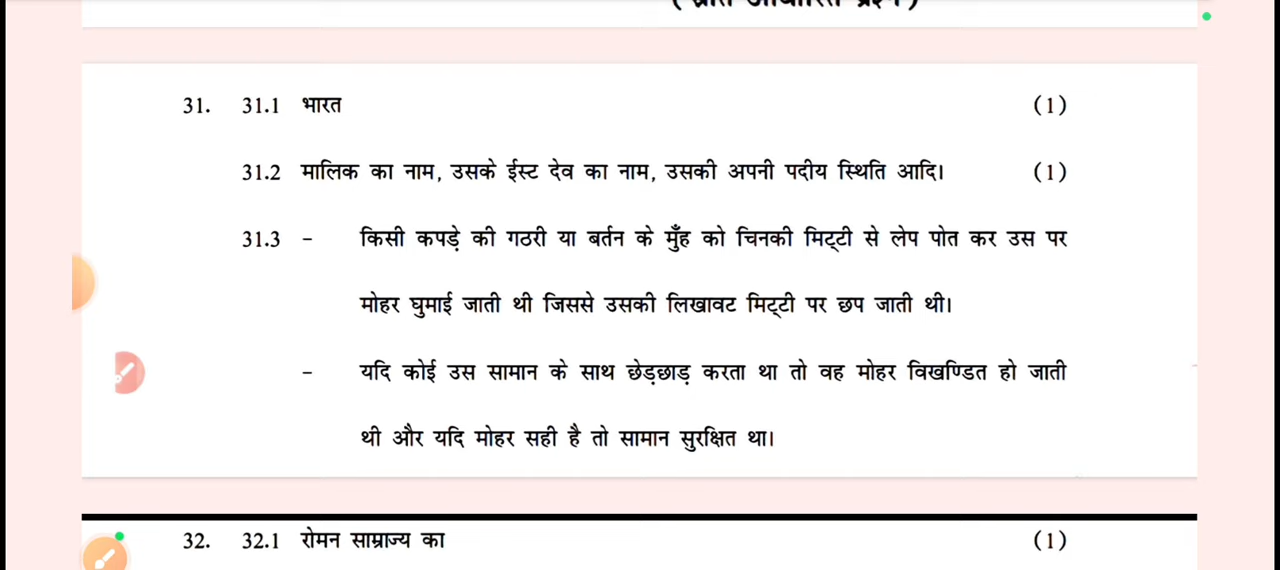 (स्रोत आधारित प्रश्न)
31. 31.1 भारत (1)
31.2 मालिक का नाम, उसके ईस्ट देव का नाम, उसकी अपनी पदीय स्थिति आदि। (1)
31.3 - किसी कपड़े की गठरी या बर्तन के मुँह को चिनकी मिट्टी से लेप पोत कर उस पर
मोहर घुमाई जाती थी जिससे उसकी लिखावट मिट्टी पर छप जाती थी।
- यदि कोई उस सामान के साथ छेड़छाड़ करता था तो वह मोहर विखण्डित हो जाती
थी और यदि मोहर सही है तो सामान सुरक्षित था।
32. 32.1 रोमन साम्राज्य का (1)